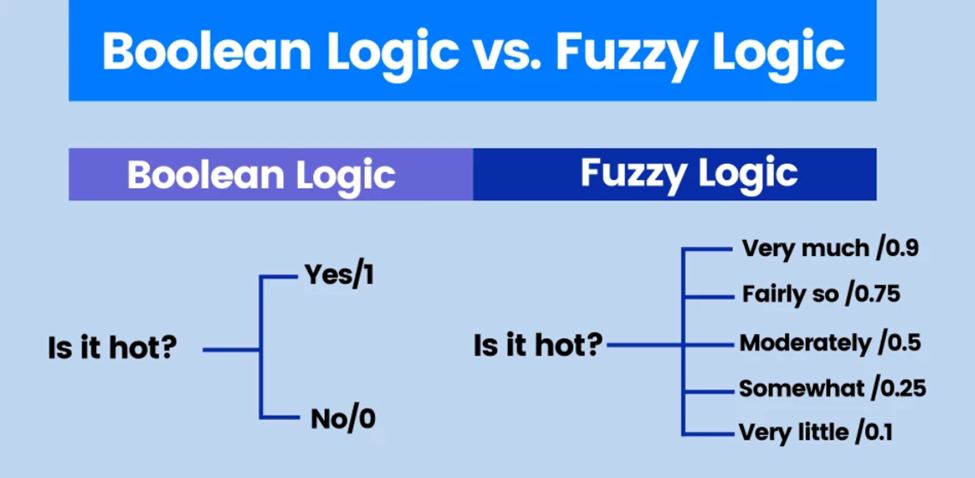 Boolean Logic vs. Fuzzy Logic
Boolean Logic
Fuzzy Logic
Is it hot?
Yes/1
No/0
Is it hot?
Very much /0.9
Fairly so /0.75
Moderately /0.5
Somewhat /0.25
Very little /0.1